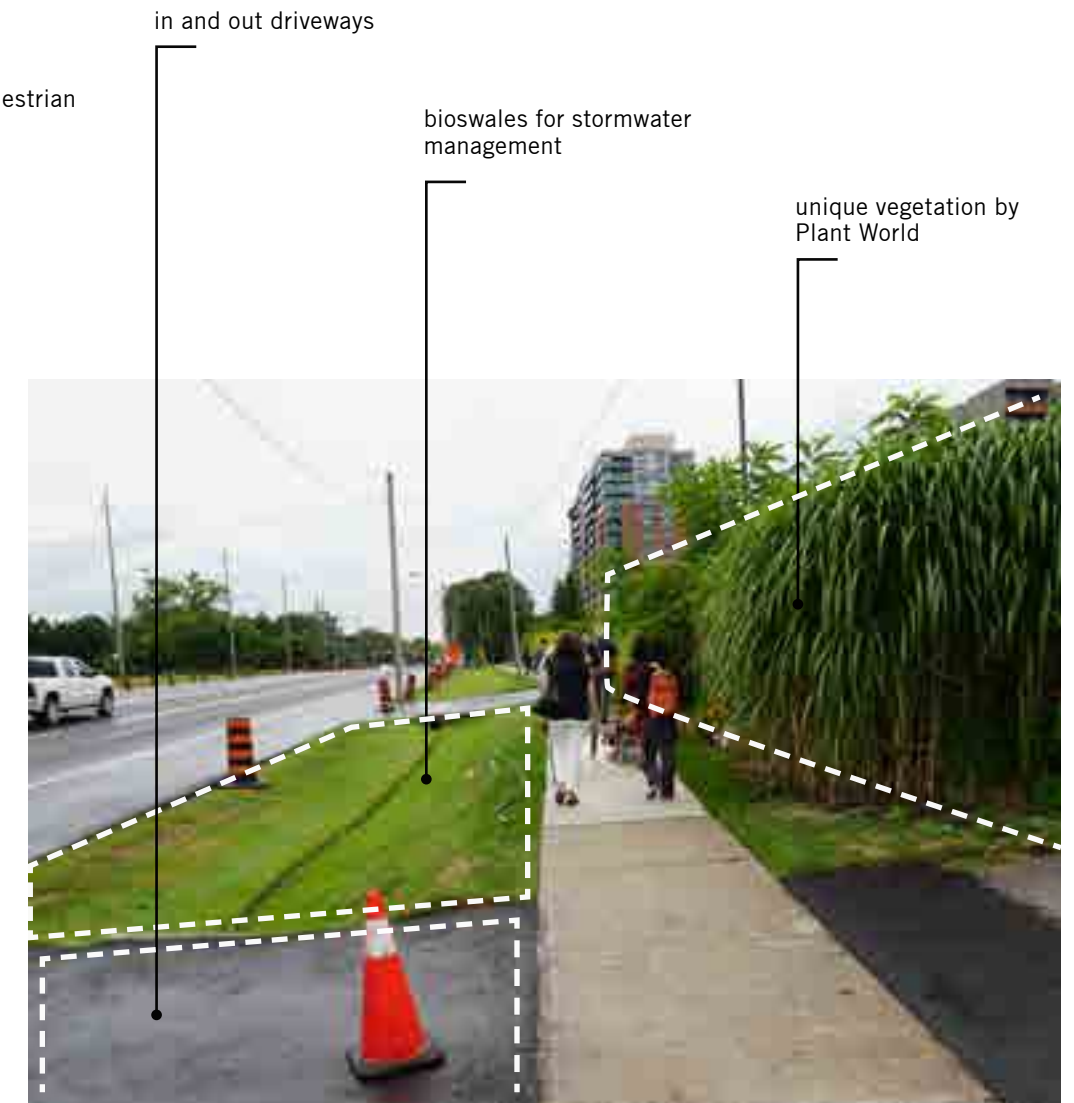 in and out driveways
estrian
bioswales for stormwater
management
unique vegetation by
Plant World